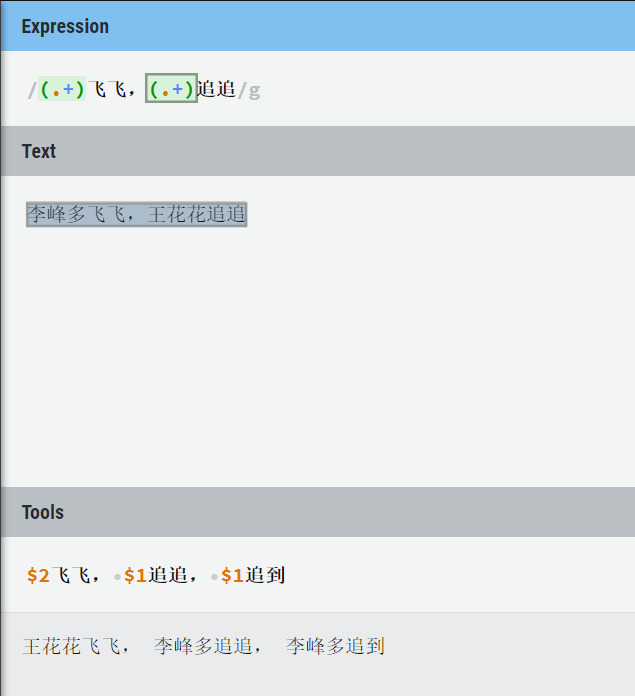 Expression
/(.+)飞飞，(.+)追追/g
Text
李峰多飞飞，王花花追追
Tools
$2飞飞， $1追追， $1追到
王花花飞飞， 李峰多追追， 李峰多追到